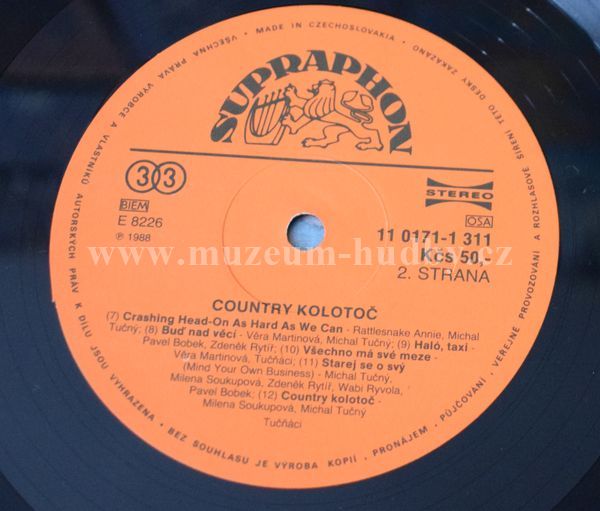 VŠECHNA PRÁVA VÝROBCE A VLASTNÍKŮ AUTORSKÝCH PRÁV K DÍLU JSOU VYHRAZENA • BEZ SOUHLASU JE VÝROBA KOPIÍ • PRONÁJEM • PŮJČOVÁNÍ • VEŘEJNÉ PROVOZOVÁNÍ A ROZHLASOVÉ ŠÍŘENÍ TÉTO DESKY ZAKÁZÁNO • MADE IN CZECHOSLOVAKIA •
SUPRAPHON
33
STEREO
BIEM
OSA
E 8226
11 0171-1 311
℗ 1988
Kčs 50,-
www.muzeum-hudby.cz
2. STRANA
COUNTRY KOLOTOČ
(7) Crashing Head-On As Hard As We Can - Rattlesnake Annie, Michal
Tučný; (8) Buď nad věcí - Věra Martinová, Michal Tučný; (9) Haló, taxi -
Pavel Bobek, Zdeněk Rytíř; (10) Všechno má své meze -
Věra Martinová, Tučňáci; (11) Starej se o svý
(Mind Your Own Business) - Michal Tučný,
Milena Soukupová, Zdeněk Rytíř, Wabi Ryvola,
Pavel Bobek; (12) Country kolotoč -
Milena Soukupová, Michal Tučný
Tučňáci